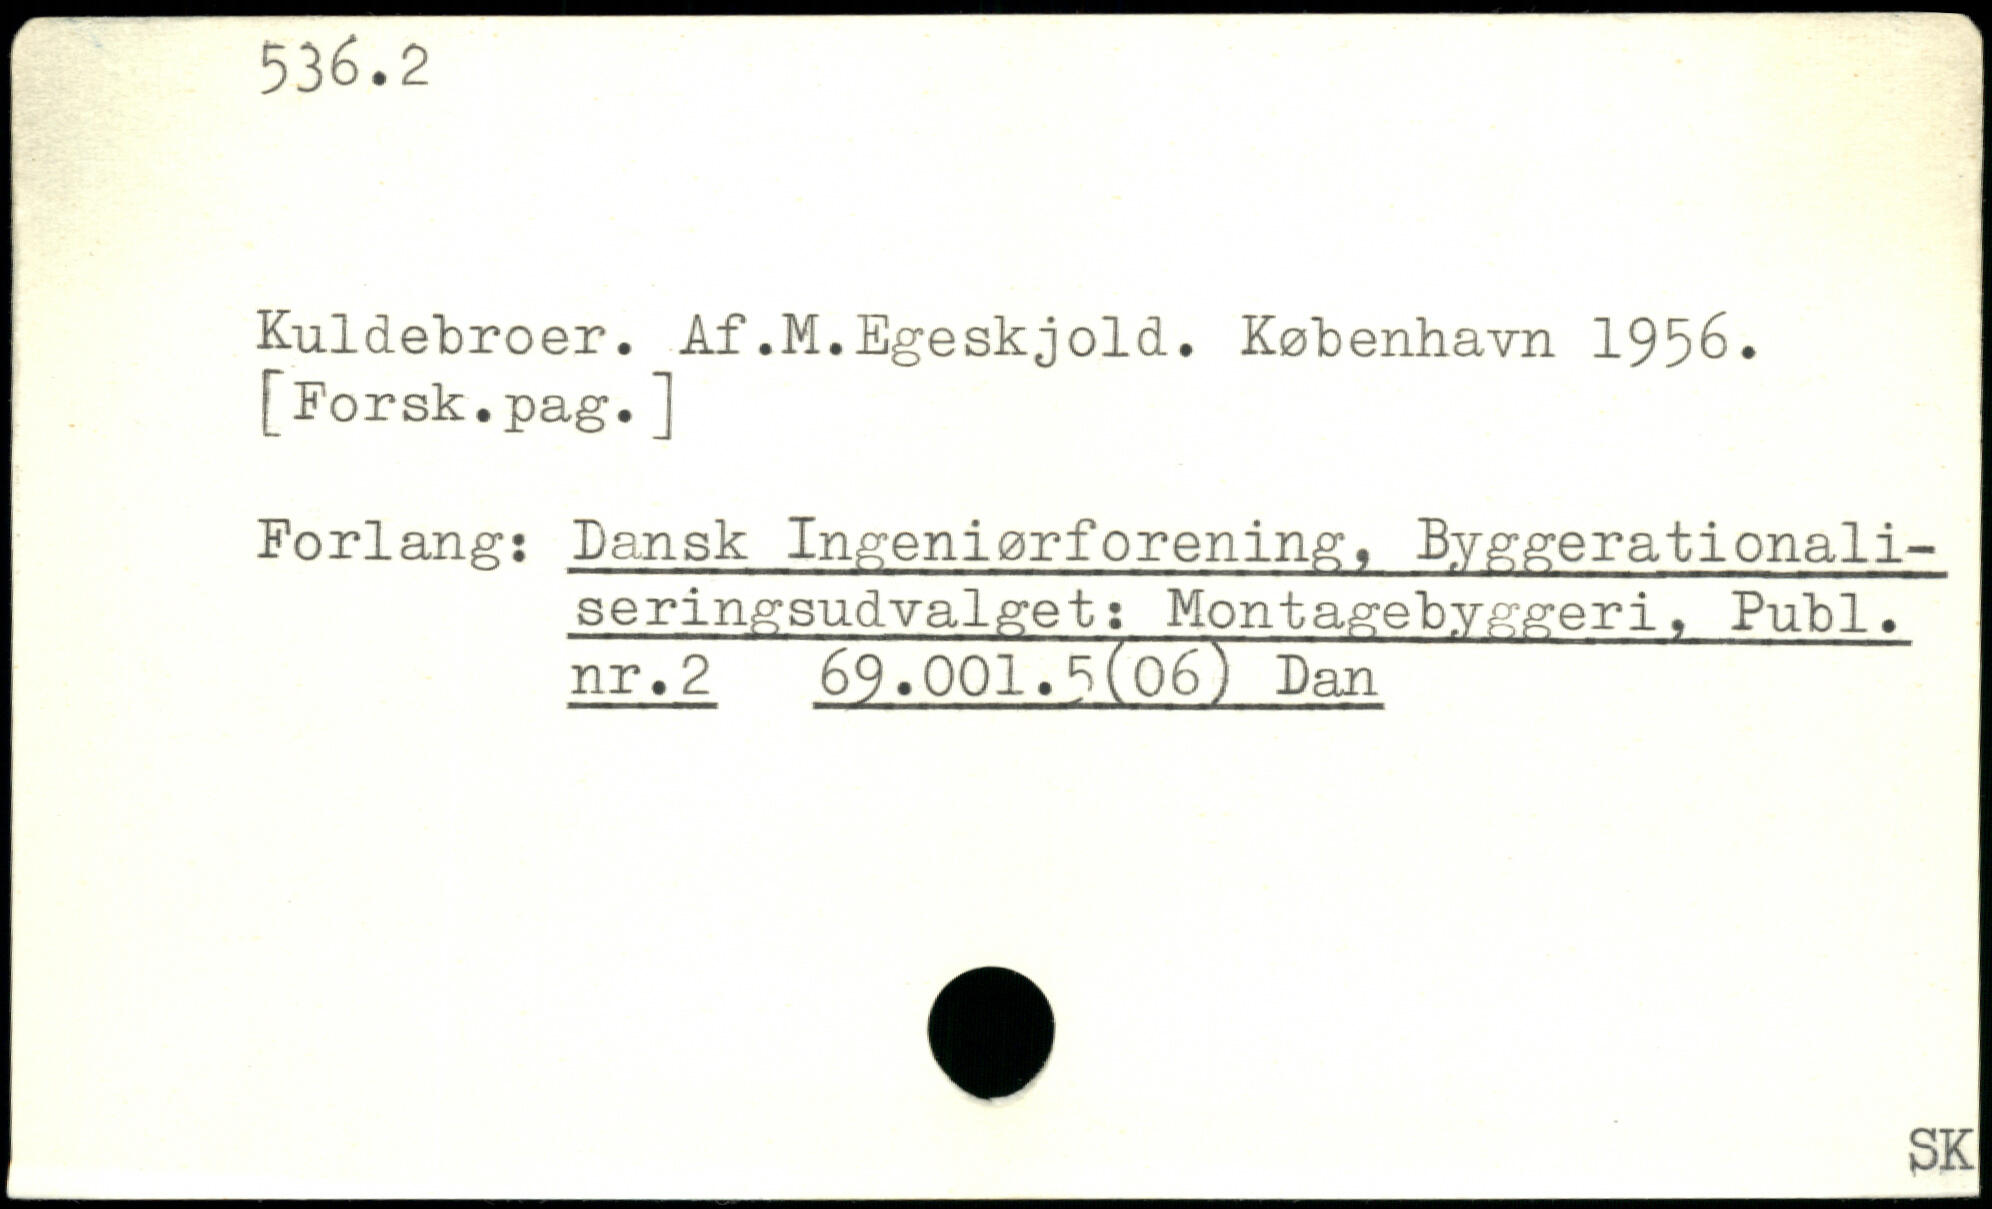 536.2
Kuldebroer. Af.M.Egeskjold. København 1956.
[Forsk.pag.]
Forlang: Dansk Ingeniørforening, Byggerationali-
seringsudvalget: Montagebyggeri, Publ.
nr.2 69.001.5(06) Dan
SK